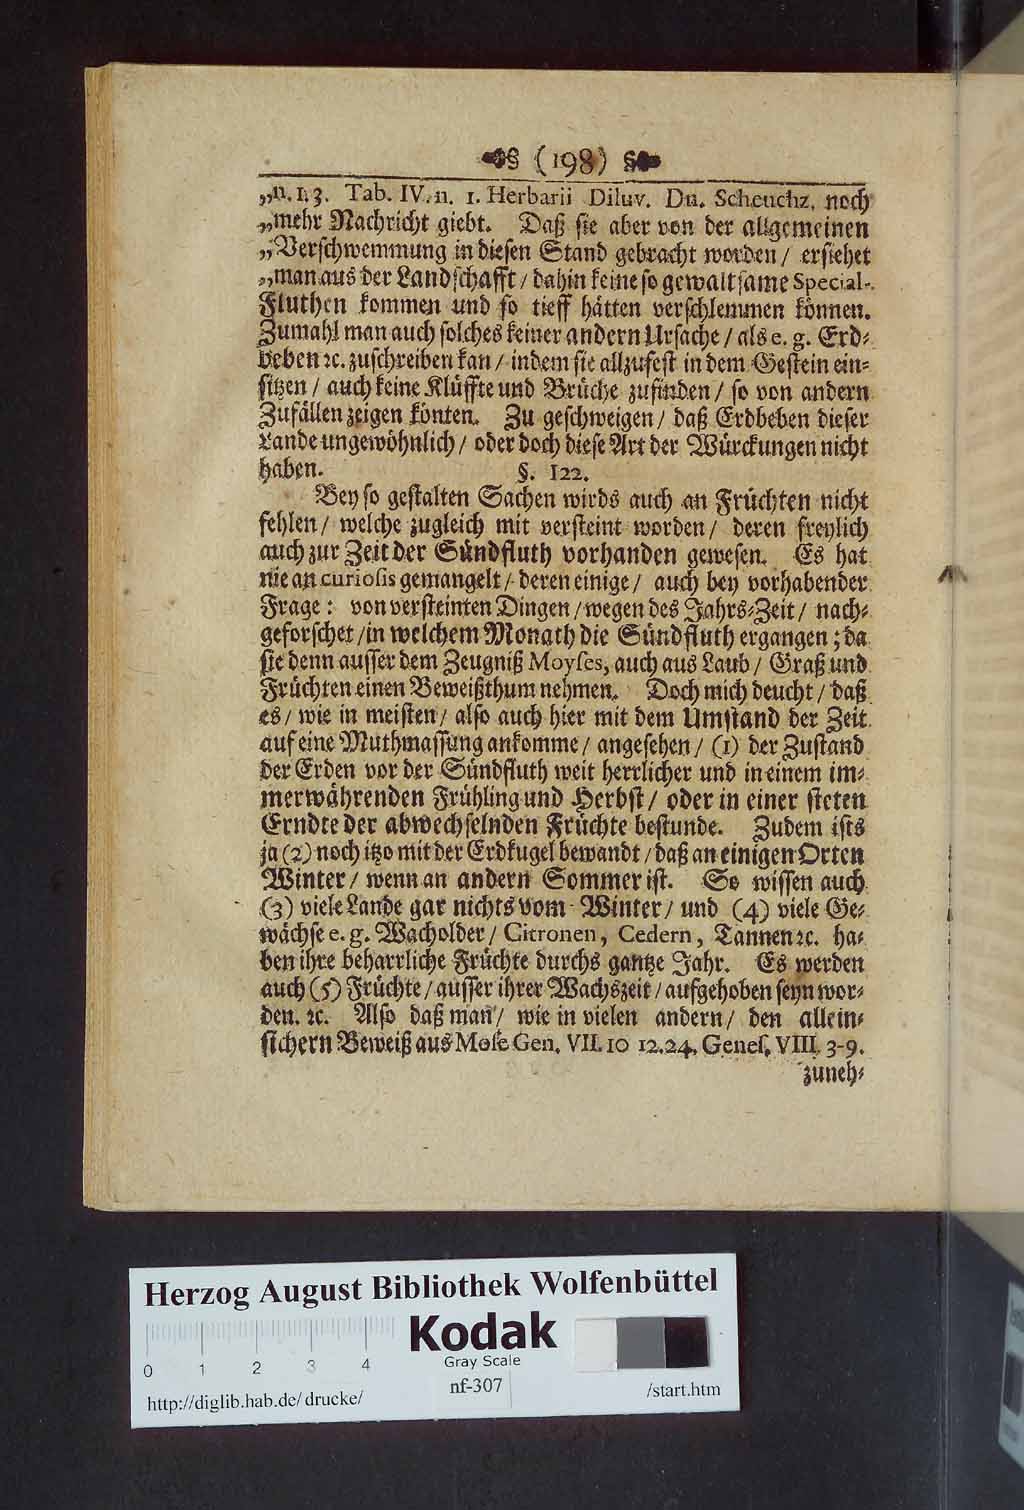 § (198) §
„n. 1. 3. Tab. IV. n. 1. Herbarii Diluv. Dn. Scheuchz. noch
„mehr Nachricht giebt. Daß sie aber von der allgemeinen
„Verschwemmung in diesen Stand gebracht worden / ersiehet
„man aus der Landschafft / dahin keine so gewaltsame Special-
Fluthen kommen und so tieff hätten verschlemmen können.
Zumahl man auch solches keiner andern Ursache / als e. g. Erd-
beben ꝛc. zuschreiben kan / indem sie allzufest in dem Gestein ein-
sitzen / auch keine Klüffte und Brüche zufinden / so von andern
Zufällen zeigen könten. Zu geschweigen / daß Erdbeben dieser
Lande ungewöhnlich / oder doch diese Art der Würckungen nicht
haben. §. 122.
Bey so gestalten Sachen wirds auch an Früchten nicht
fehlen / welche zugleich mit versteint worden / deren freylich
auch zur Zeit der Sündfluth vorhanden gewesen. Es hat
nie an curiosis gemangelt / deren einige / auch bey vorhabender
Frage: von versteinten Dingen / wegen des Jahrs-Zeit / nach-
geforschet / in welchem Monath die Sündfluth ergangen; da
sie denn ausser dem Zeugniß Moyses, auch aus Laub / Graß und
Früchten einen Beweißthum nehmen. Doch mich deucht / daß
es / wie in meisten / also auch hier mit dem Umstand der Zeit
auf eine Muthmassung ankomme / angesehen / (1) der Zustand
der Erden vor der Sündfluth weit herrlicher und in einem im-
merwährenden Frühling und Herbst / oder in einer steten
Erndte der abwechselnden Früchte bestunde. Zudem ists
ja (2) noch itzo mit der Erdkugel bewandt / daß an einigen Orten
Winter / wenn an andern Sommer ist. So wissen auch
(3) viele Lande gar nichts vom Winter / und (4) viele Ge-
wächse e. g. Wacholder / Citronen, Cedern, Tannen ꝛc. ha-
ben ihre beharrliche Früchte durchs gantze Jahr. Es werden
auch (5) Früchte / ausser ihrer Wachszeit / aufgehoben seyn wor-
den. ꝛc. Also daß man / wie in vielen andern / den allein-
sichern Beweiß aus Mose Gen. VII. 10 12. 24. Genes. VIII. 3-9.
zuneh-
Herzog August Bibliothek Wolfenbüttel
Kodak
Gray Scale
0 1 2 3 4
nf-307
http://diglib.hab.de/drucke/ /start.htm